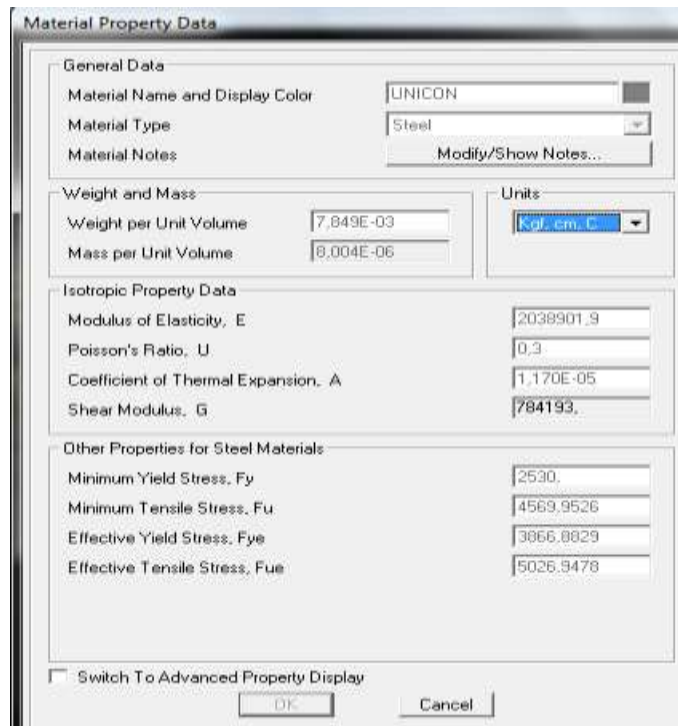 Material Property Data
General Data
Material Name and Display Color UNICON
Material Type Steel
Material Notes Modify/Show Notes...
Weight and Mass
Weight per Unit Volume 7,849E-03
Mass per Unit Volume 8,004E-06
Units
Kgf, cm, C
Isotropic Property Data
Modulus of Elasticity, E 2038901,9
Poisson's Ratio, U 0,3
Coefficient of Thermal Expansion, A 1,170E-05
Shear Modulus, G 784193,
Other Properties for Steel Materials
Minimum Yield Stress, Fy 2530,
Minimum Tensile Stress, Fu 4569,9526
Effective Yield Stress, Fye 3866,8829
Effective Tensile Stress, Fue 5026,9478
Switch To Advanced Property Display
OK Cancel